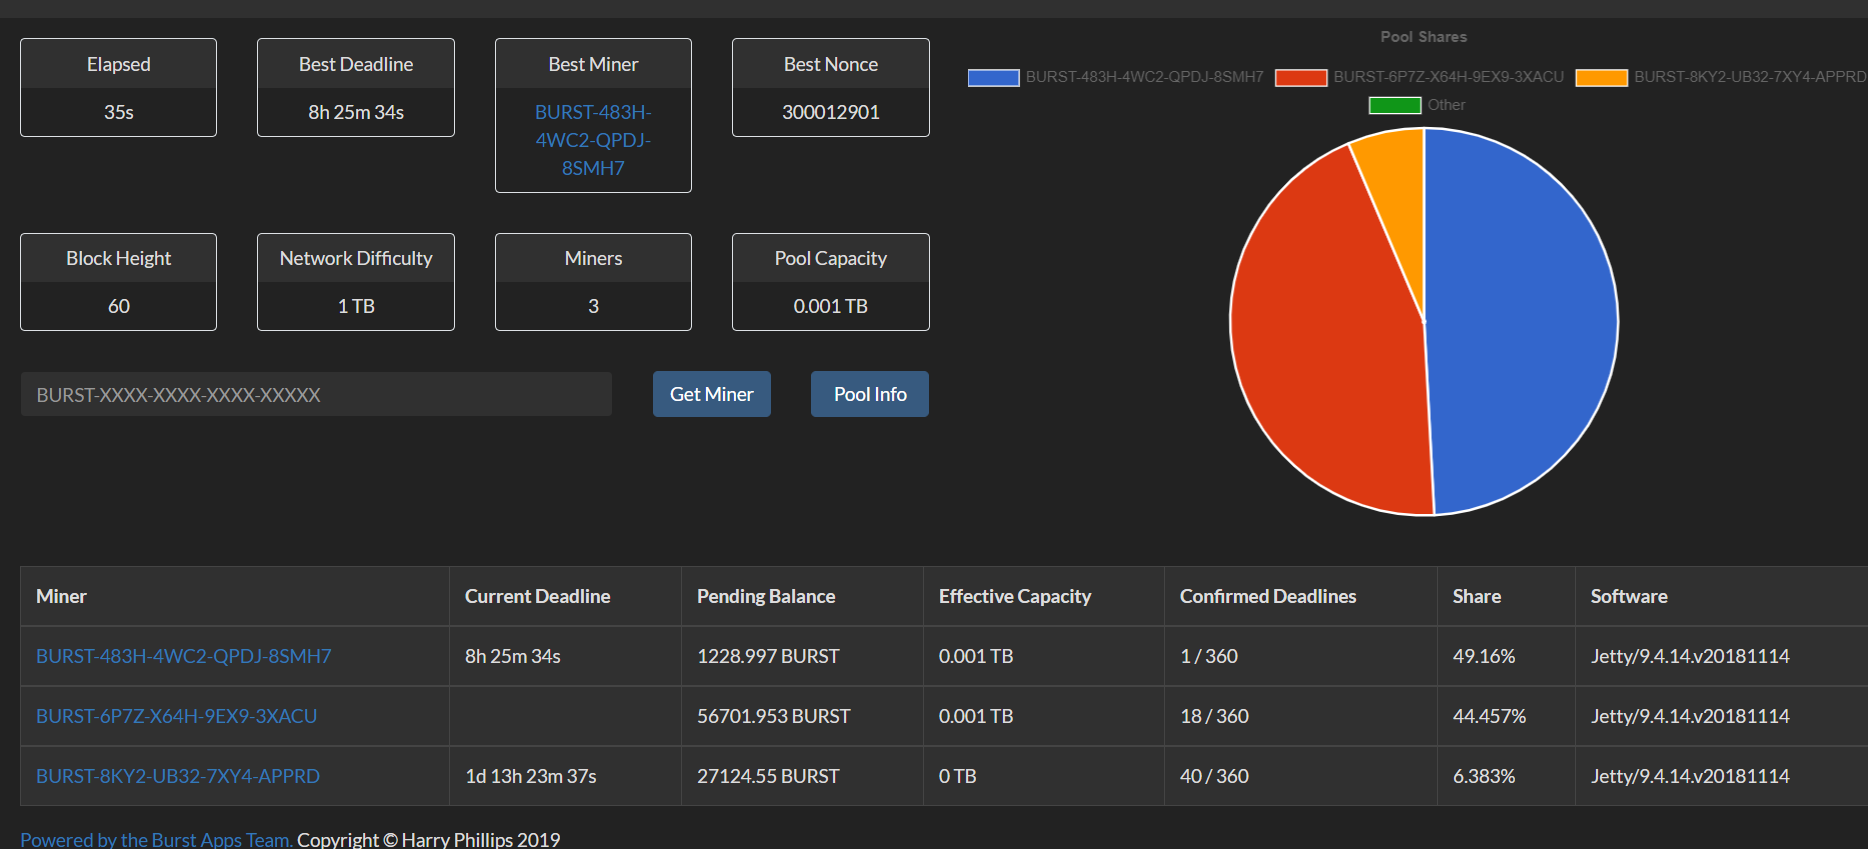 Elapsed
35s
Best Deadline
8h 25m 34s
Best Miner
BURST-483H-
4WC2-QPDJ-
8SMH7
Best Nonce
300012901
Block Height
60
Network Difficulty
1 TB
Miners
3
Pool Capacity
0.001 TB
BURST-XXXX-XXXX-XXXX-XXXXX
Get Miner
Pool Info
Pool Shares
BURST-483H-4WC2-QPDJ-8SMH7 BURST-6P7Z-X64H-9EX9-3XACU BURST-8KY2-UB32-7XY4-APPRD
Other
Miner Current Deadline Pending Balance Effective Capacity Confirmed Deadlines Share Software
BURST-483H-4WC2-QPDJ-8SMH7 8h 25m 34s 1228.997 BURST 0.001 TB 1 / 360 49.16% Jetty/9.4.14.v20181114
BURST-6P7Z-X64H-9EX9-3XACU 56701.953 BURST 0.001 TB 18 / 360 44.457% Jetty/9.4.14.v20181114
BURST-8KY2-UB32-7XY4-APPRD 1d 13h 23m 37s 27124.55 BURST 0 TB 40 / 360 6.383% Jetty/9.4.14.v20181114
Powered by the Burst Apps Team. Copyright © Harry Phillips 2019